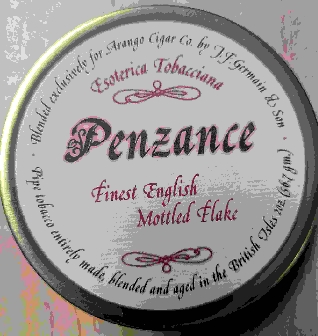 Blended exclusively for Arango Cigar Co. by J.F. Germain & Son
Esoterica Tobacciana
Penzance
Finest English
Mottled Flake
Pipe tobacco entirely made, blended and aged in the British Isles 2oz